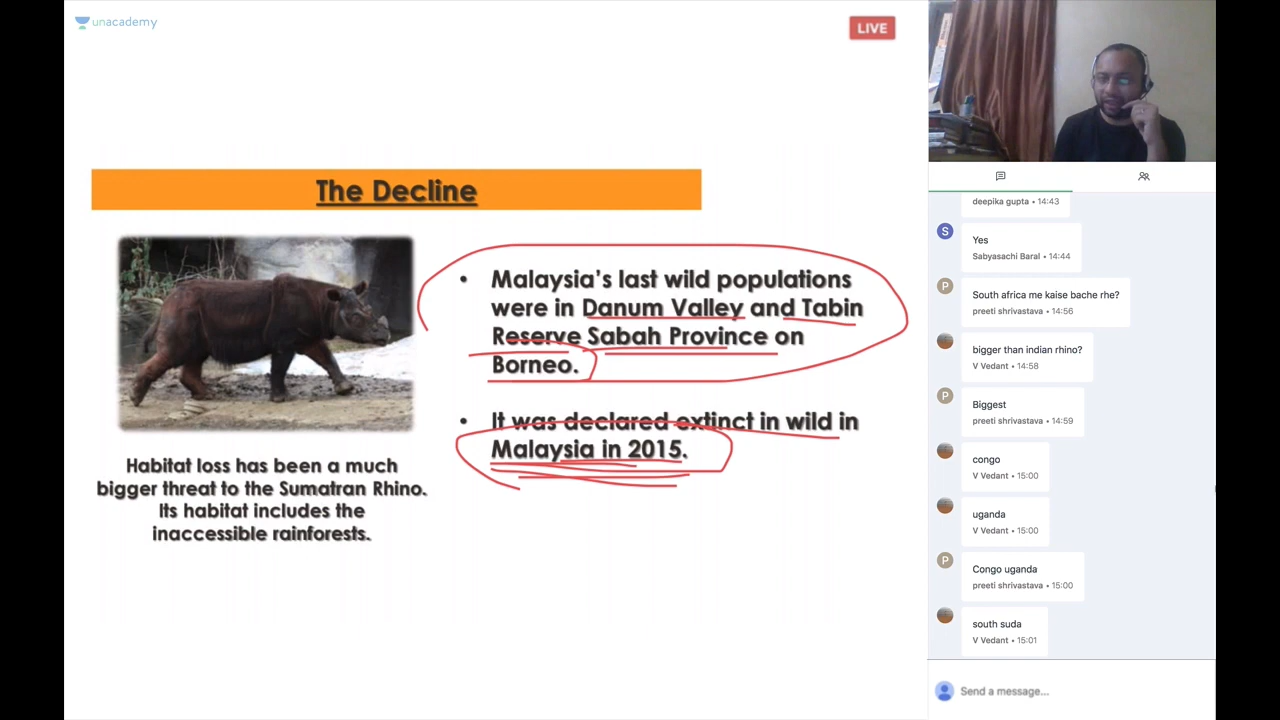 unacademy
LIVE
The Decline
• Malaysia's last wild populations
were in Danum Valley and Tabin
Reserve Sabah Province on
Borneo.
• It was declared extinct in wild in
Malaysia in 2015.
Habitat loss has been a much
bigger threat to the Sumatran Rhino.
Its habitat includes the
inaccessible rainforests.
deepika gupta • 14:43
S
Yes
Sabyasachi Baral • 14:44
P
South africa me kaise bache rhe?
preeti shrivastava • 14:56
bigger than indian rhino?
V Vedant • 14:58
P
Biggest
preeti shrivastava • 14:59
congo
V Vedant • 15:00
uganda
V Vedant • 15:00
P
Congo uganda
preeti shrivastava • 15:00
south suda
V Vedant • 15:01
Send a message...